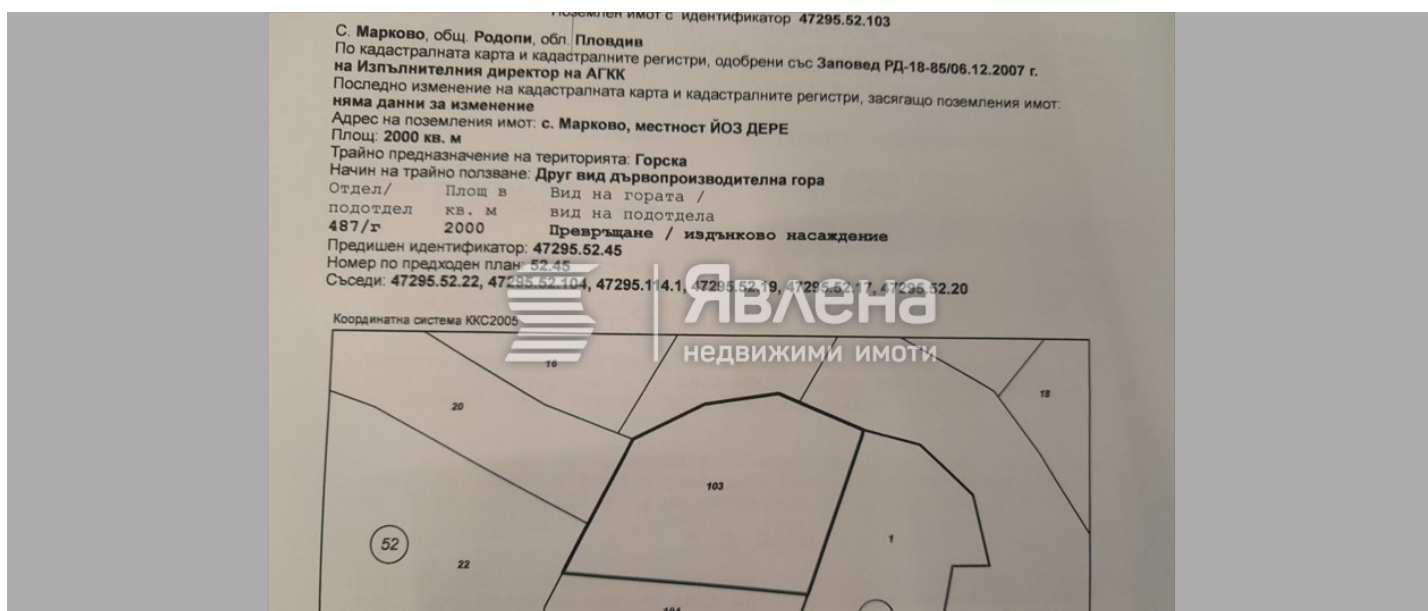 Поземлен имот с идентификатор 47295.52.103
С. Марково, общ. Родопи, обл. Пловдив
По кадастралната карта и кадастралните регистри, одобрени със Заповед РД-18-85/06.12.2007 г.
на Изпълнителния директор на АГКК
Последно изменение на кадастралната карта и кадастралните регистри, засягащо поземления имот:
няма данни за изменение
Адрес на поземления имот: с. Марково, местност ЙОЗ ДЕРЕ
Площ: 2000 кв. м
Трайно предназначение на територията: Горска
Начин на трайно ползване: Друг вид дървопроизводителна гора
Отдел/ Площ в Вид на гората /
подотдел кв. м вид на подотдела
487/г 2000 Превръщане / издънково насаждение
Предишен идентификатор: 47295.52.45
Номер по предходен план: 52.45
Съседи: 47295.52.22, 47295.52.104, 47295.114.1, 47295.52.19, 47295.52.17, 47295.52.20
Явлена
недвижими имоти
Координатна система ККС2005
16
18
20
103
1
52
22
104